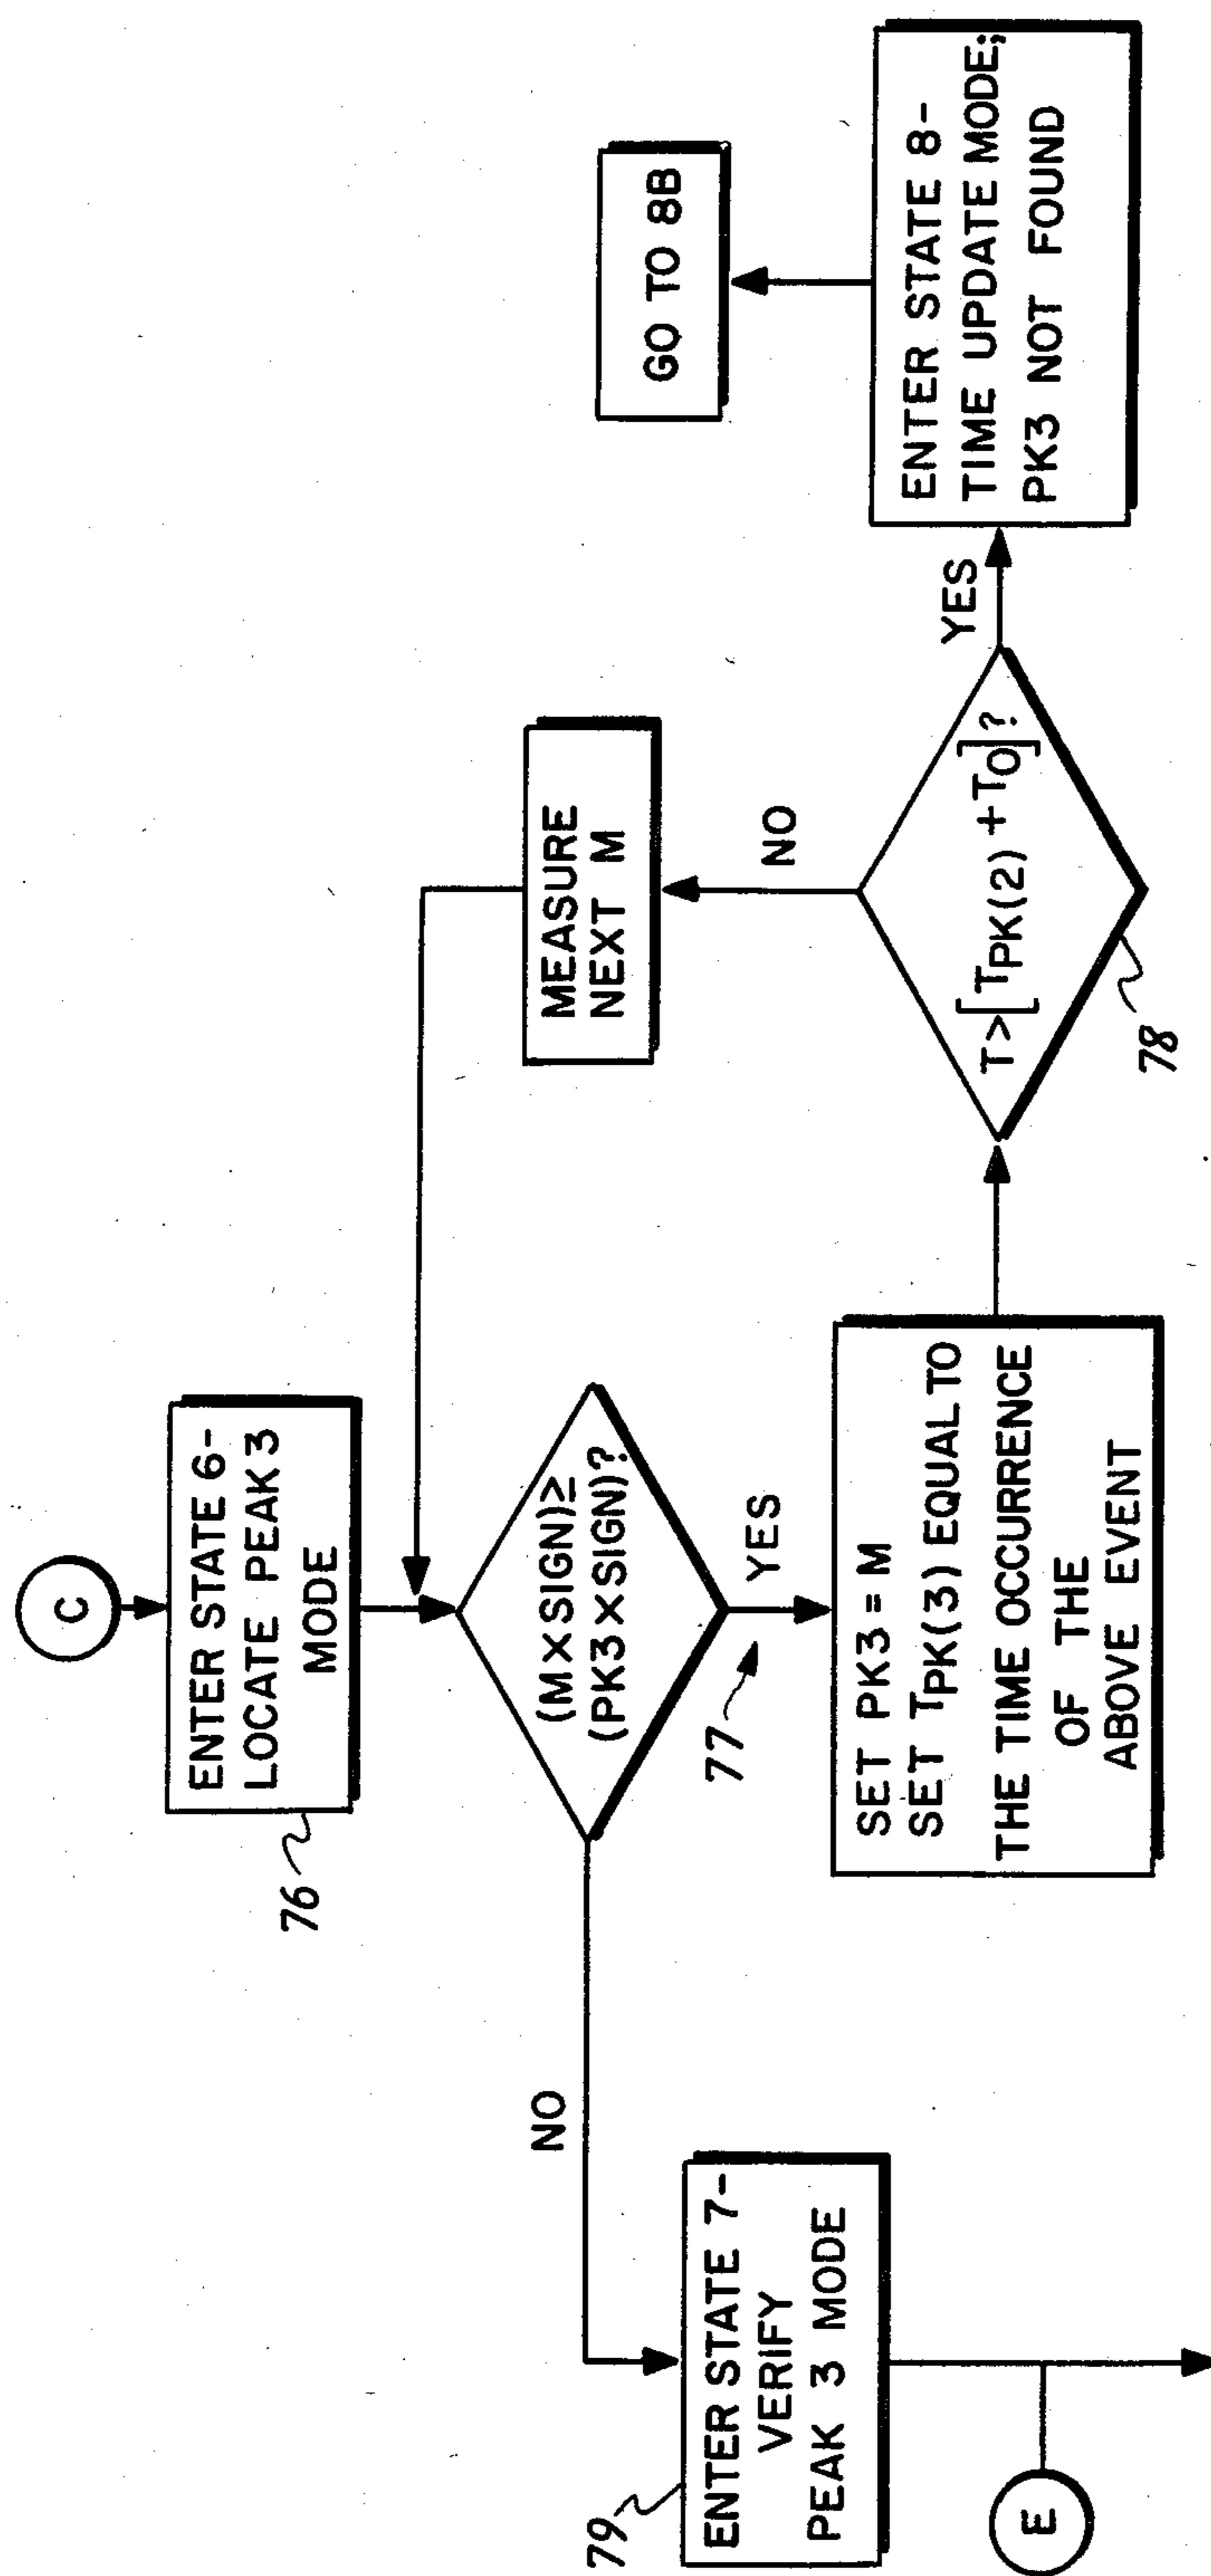 C
ENTER STATE 6-
LOCATE PEAK 3
MODE
76
(M×SIGN)≥
(PK3×SIGN)?
NO
YES
77
ENTER STATE 7-
VERIFY
PEAK 3 MODE
79
E
SET PK3 = M
SET TPK(3) EQUAL TO
THE TIME OCCURRENCE
OF THE
ABOVE EVENT
T>[TPK(2) + T0]?
78
NO
MEASURE
NEXT M
YES
ENTER STATE 8-
TIME UPDATE MODE;
PK3 NOT FOUND
GO TO 8B